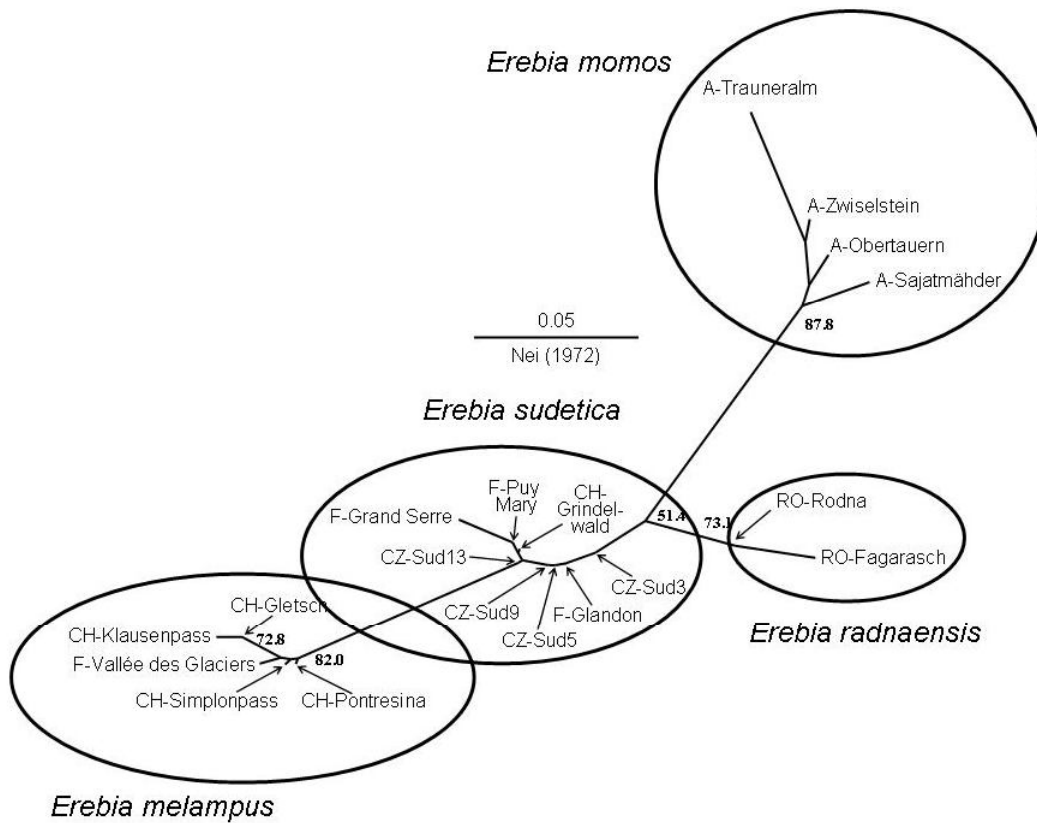 Erebia momos
A-Trauneralm
A-Zwiselstein
A-Obertauern
A-Sajatmähder
87.8
0.05
Nei (1972)
Erebia sudetica
F-Puy
Mary
CH-
Grindel-
wald
F-Grand Serre
CZ-Sud13
51.4
73.1
RO-Rodna
RO-Fagarasch
CZ-Sud3
CZ-Sud9
F-Glandon
CZ-Sud5
Erebia radnaensis
CH-Gletsch
CH-Klausenpass
72.8
F-Vallée des Glaciers
82.0
CH-Simplonpass
CH-Pontresina
Erebia melampus